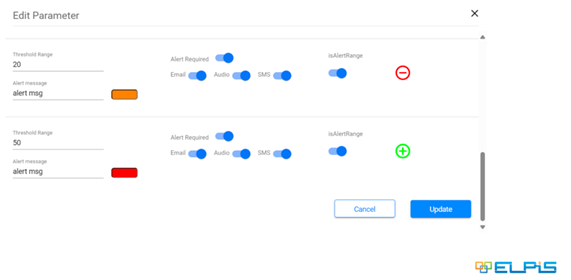 Edit Parameter
Threshold Range
20
Alert Required
isAlertRange
Email Audio SMS
Alert message
alert msg
Threshold Range
50
Alert Required
isAlertRange
Email Audio SMS
Alert message
alert msg
Cancel Update
ELPIS